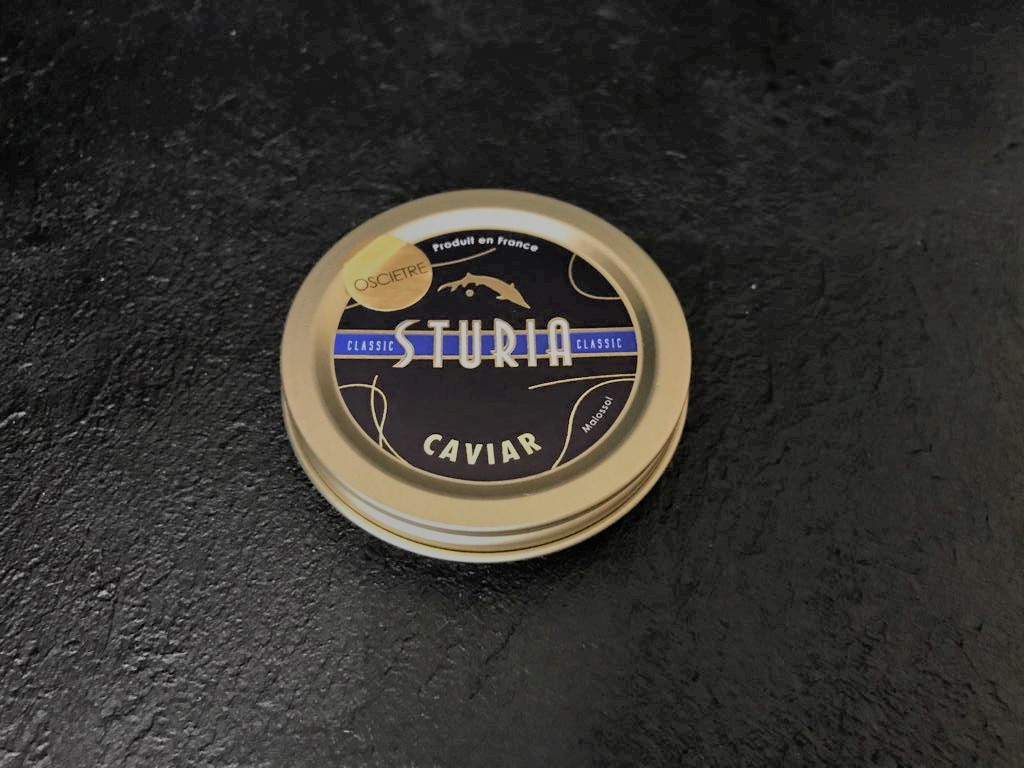 Produit en France
OSCIETRE
CLASSIC STURIA CLASSIC
Malossol
CAVIAR